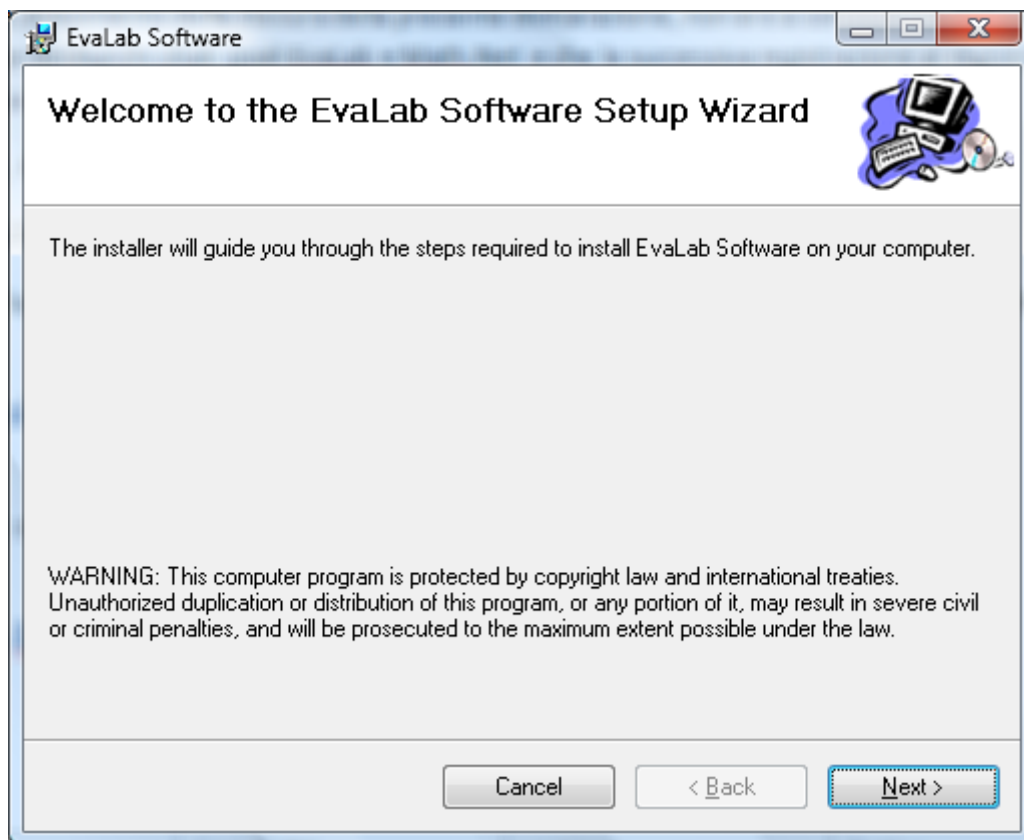 EvaLab Software
Welcome to the EvaLab Software Setup Wizard
The installer will guide you through the steps required to install EvaLab Software on your computer.
WARNING: This computer program is protected by copyright law and international treaties.
Unauthorized duplication or distribution of this program, or any portion of it, may result in severe civil
or criminal penalties, and will be prosecuted to the maximum extent possible under the law.
Cancel
< Back
Next >